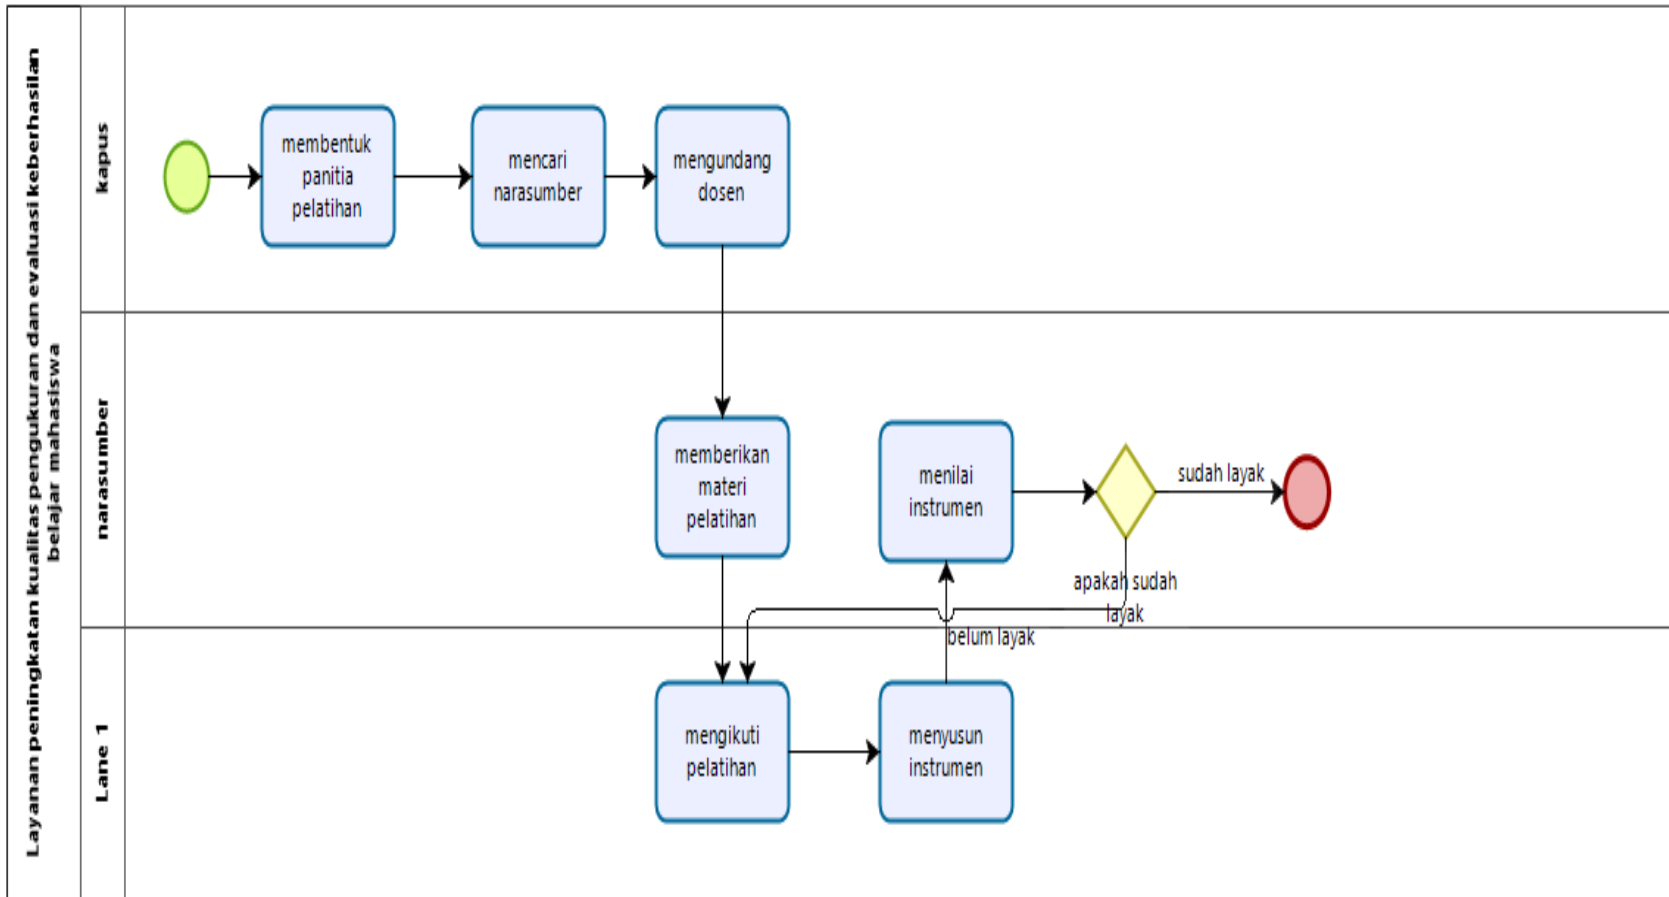 Layanan peningkatan kualitas pengukuran dan evaluasi keberhasilan
belajar mahasiswa
kapus
membentuk
panitia
pelatihan
mencari
narasumber
mengundang
dosen
narasumber
memberikan
materi
pelatihan
menilai
instrumen
sudah layak
apakah sudah
layak
belum layak
Lane 1
mengikuti
pelatihan
menyusun
instrumen